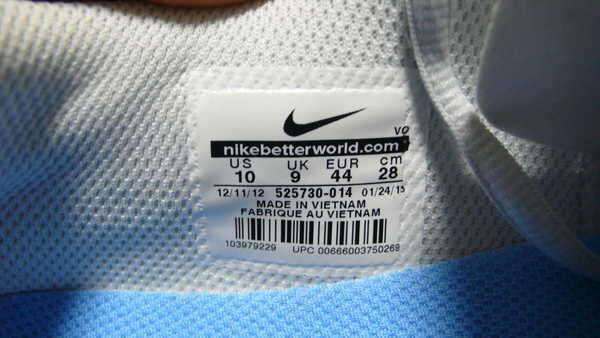 VO
nikebetterworld.com
US UK EUR cm
10 9 44 28
12/11/12 525730-014 01/24/13
MADE IN VIETNAM
FABRIQUE AU VIETNAM
103979229 UPC 00666003750269